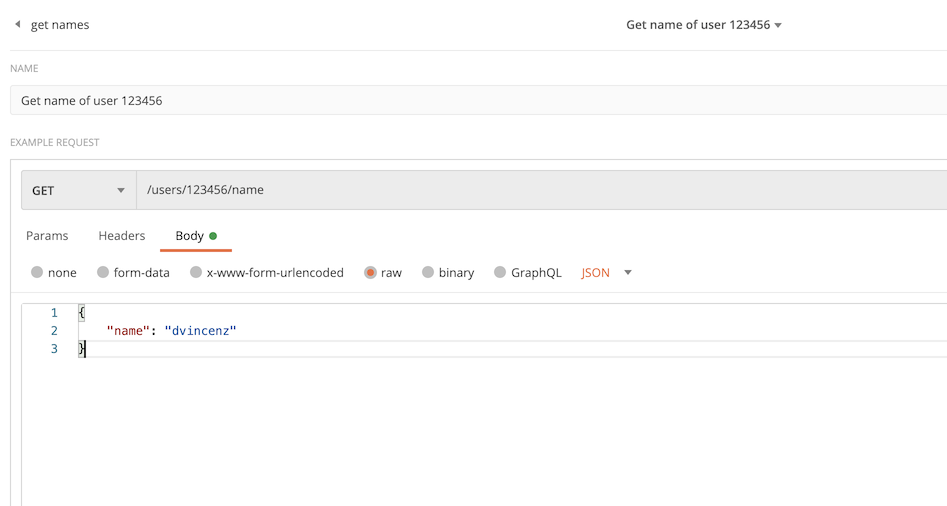 get names
Get name of user 123456
NAME
Get name of user 123456
EXAMPLE REQUEST
GET /users/123456/name
Params Headers Body
none form-data x-www-form-urlencoded raw binary GraphQL JSON
1 {
2 "name": "dvincenz"
3 }